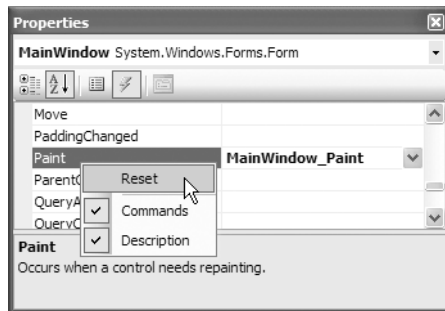 Properties
MainWindow System.Windows.Forms.Form
Move
PaddingChanged
Paint MainWindow_Paint
Reset
Commands
Description
Paint
Occurs when a control needs repainting.